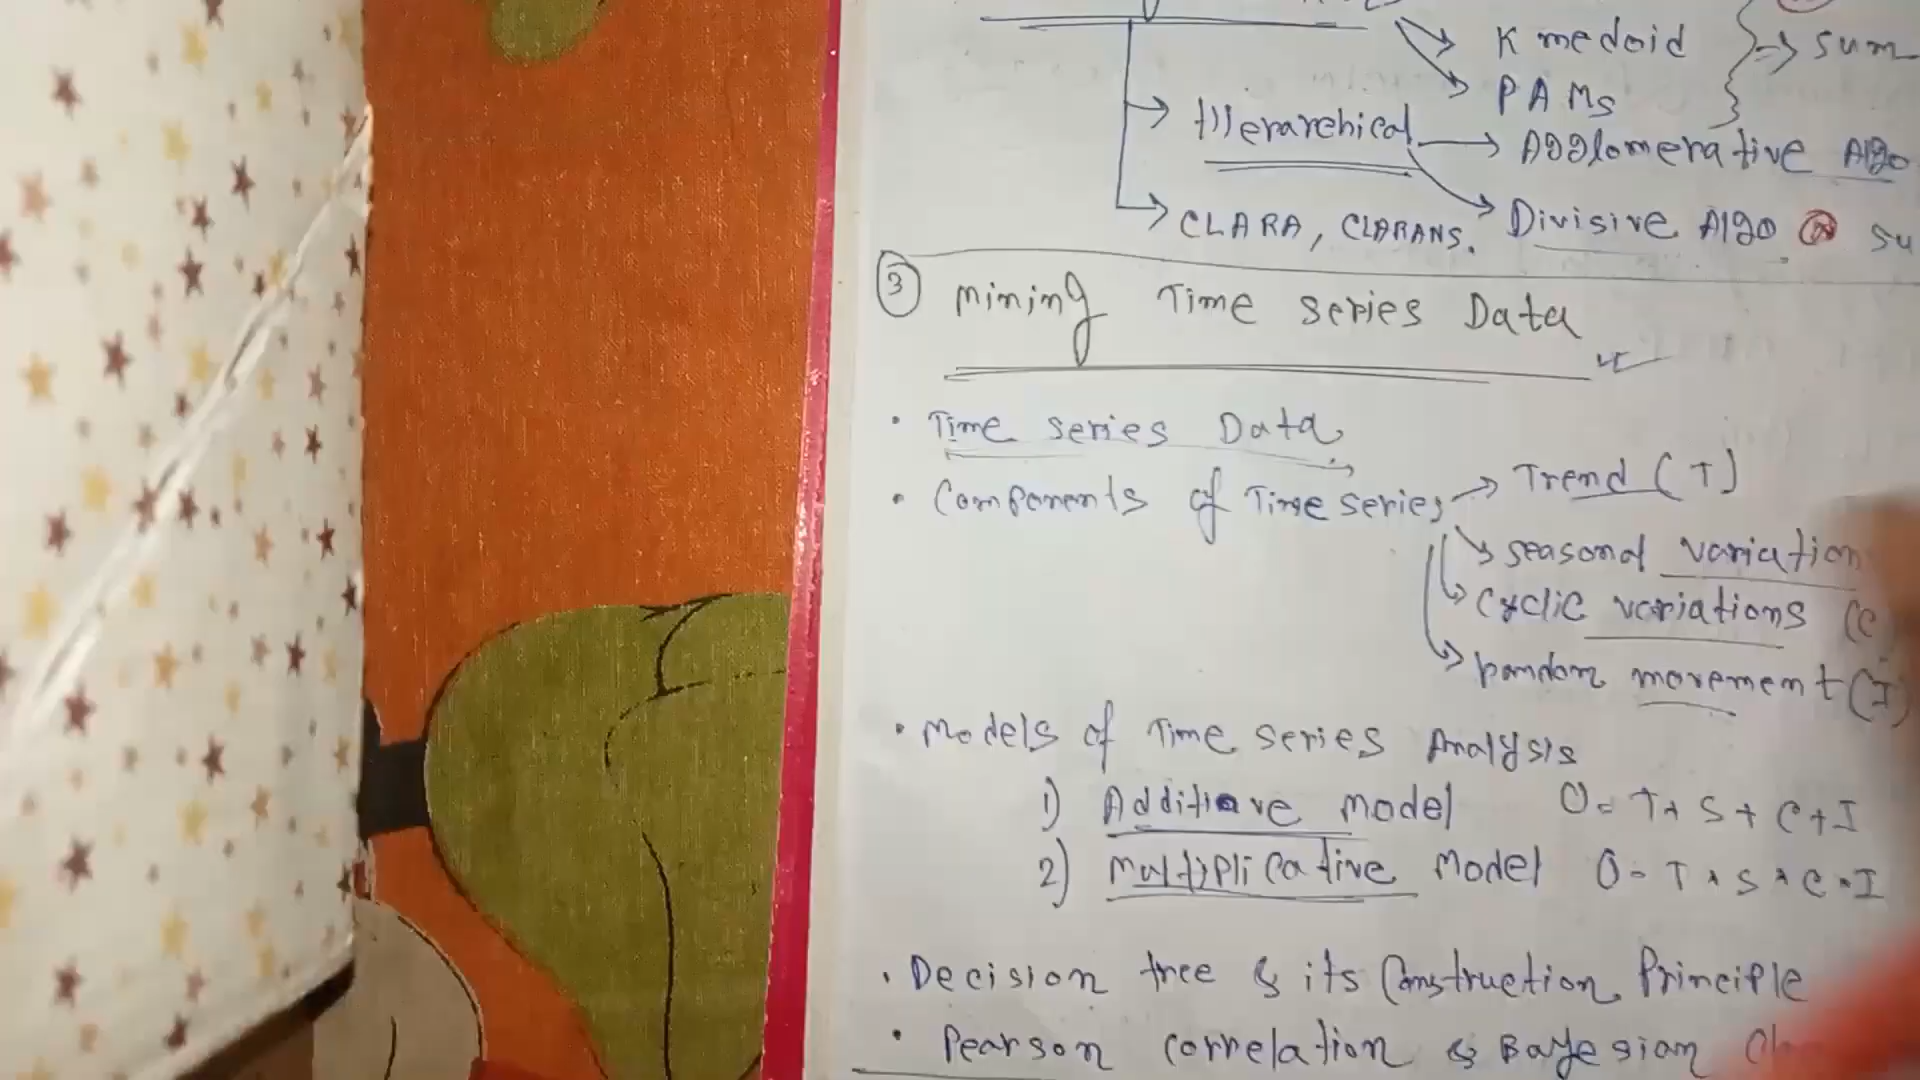 K medoid
=> sum
PAMs
Hierarchical → Agglomerative Algo
CLARA, CLARANS. Divisive Algo
③ Mining Time Series Data
• Time Series Data
• Components of Time series → Trend (T)
→ seasonal variation
→ cyclic variations (C
→ random movement (I)
• Models of Time series Analysis
1) Additive Model O = T + S + C + I
2) Multiplicative Model O = T * S * C * I
• Decision tree & its Construction Principle
• Pearson correlation & Bayesian